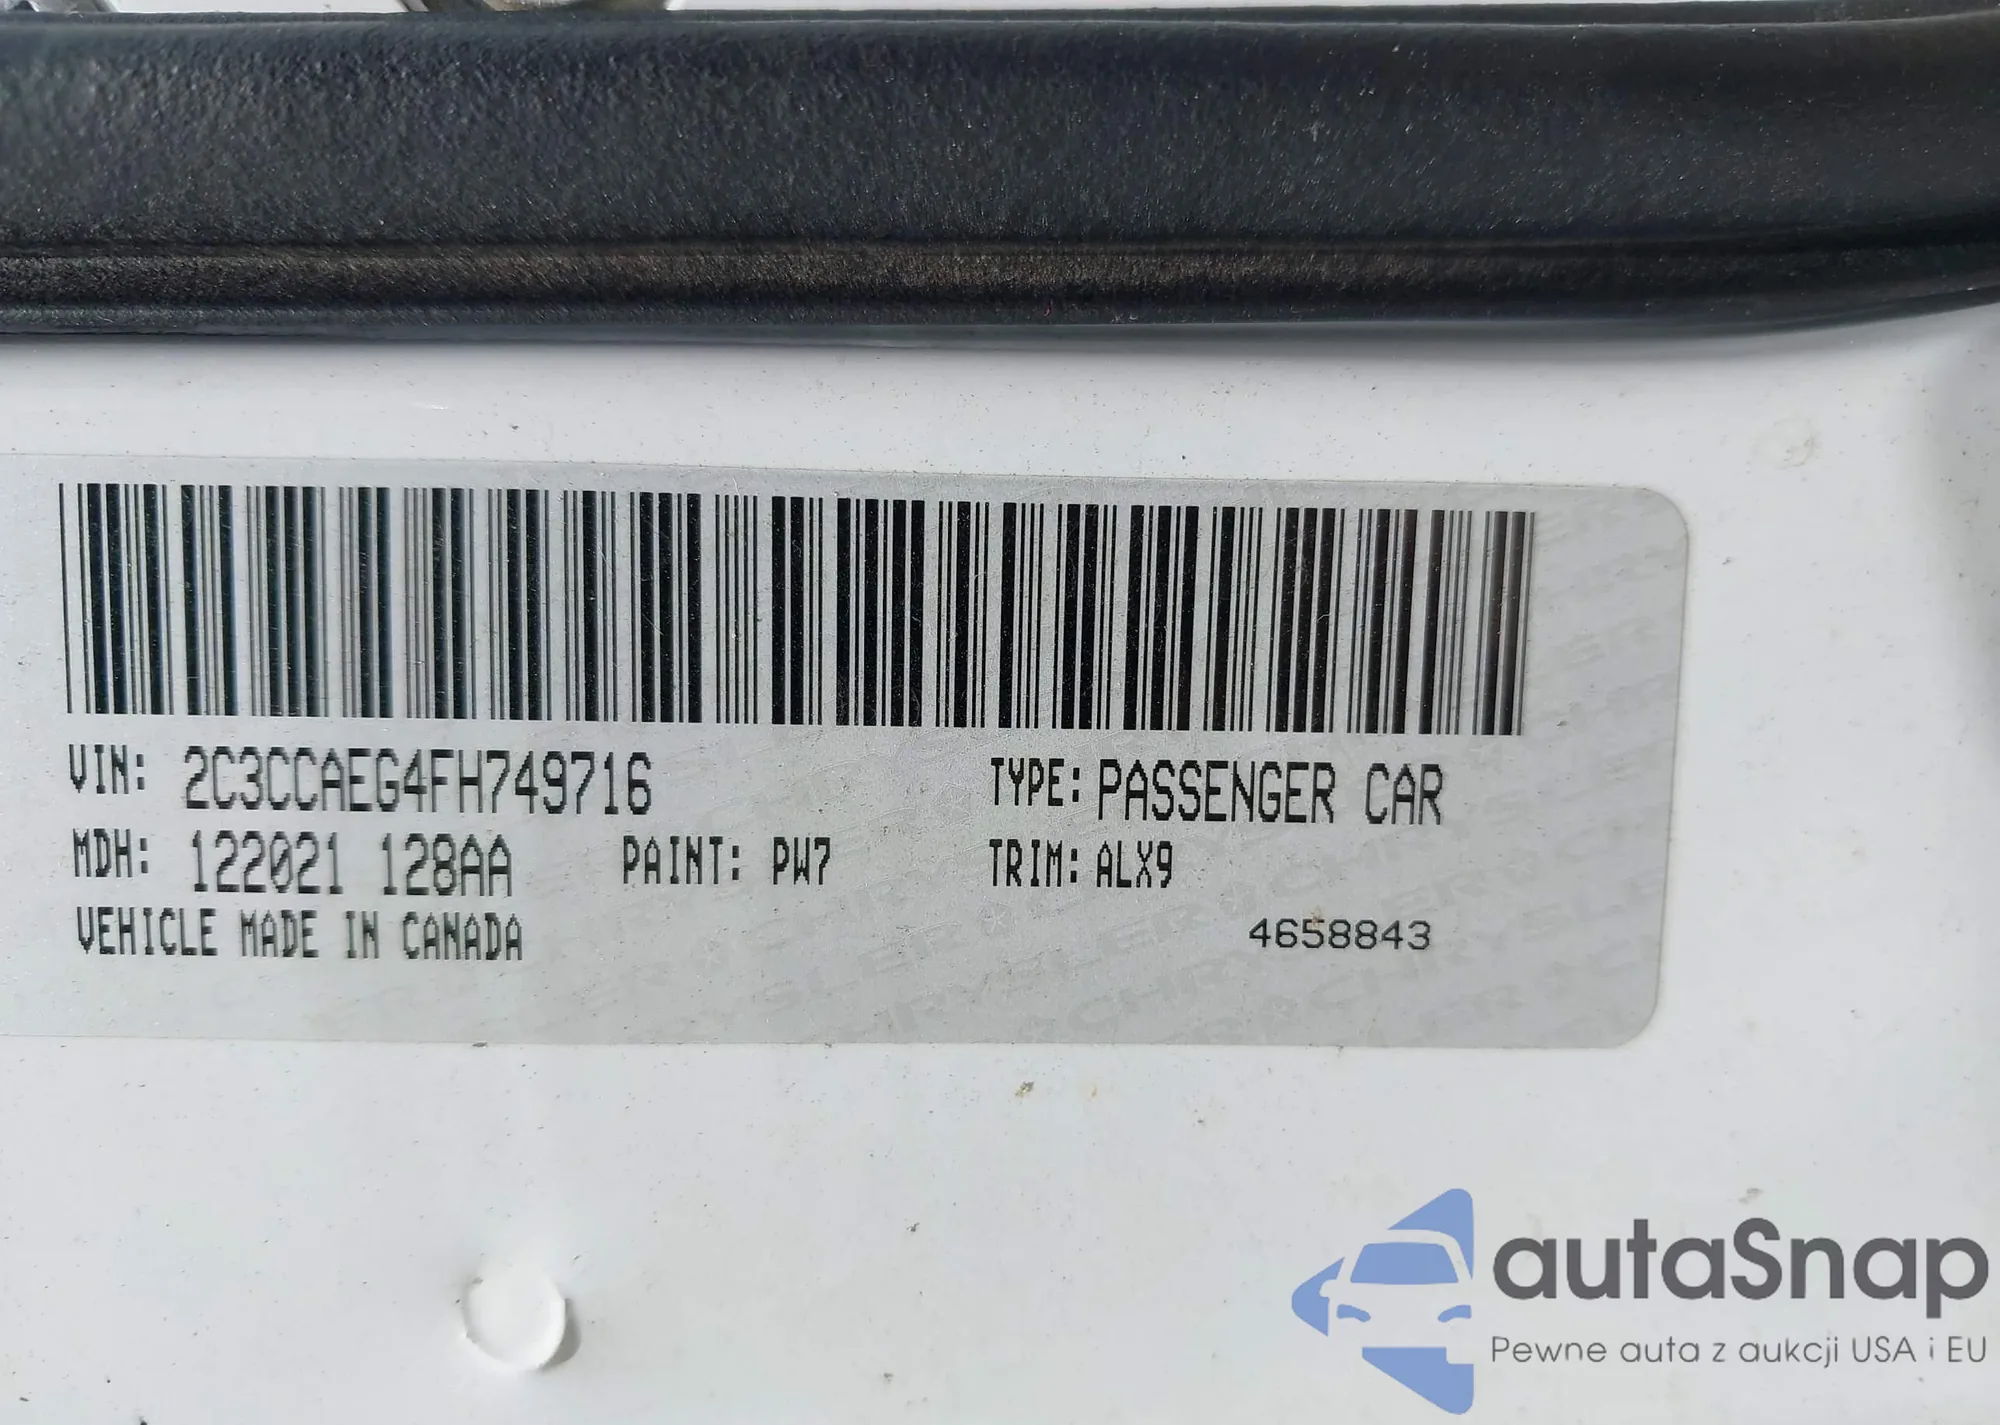 VIN: 2C3CCAEG4FH749716 TYPE: PASSENGER CAR
MDH: 122021 128AA PAINT: PW7 TRIM: ALX9
VEHICLE MADE IN CANADA 4658843
autaSnap
Pewne auta z aukcji USA i EU